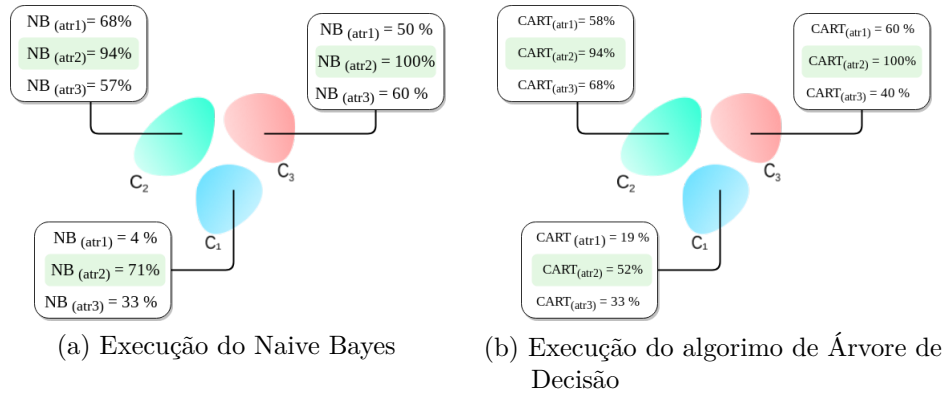 NB (atr1)= 68%
NB (atr2)= 94%
NB (atr3)= 57%
NB (atr1) = 50 %
NB (atr2) = 100%
NB (atr3) = 60 %
C2
C3
C1
NB (atr1) = 4 %
NB (atr2) = 71%
NB (atr3) = 33 %
(a) Execução do Naive Bayes
CART(atr1)= 58%
CART(atr2)= 94%
CART(atr3)= 68%
CART(atr1) = 60 %
CART(atr2) = 100%
CART(atr3) = 40 %
C2
C3
C1
CART (atr1) = 19 %
CART(atr2) = 52%
CART(atr3) = 33 %
(b) Execução do algorimo de Árvore de
Decisão